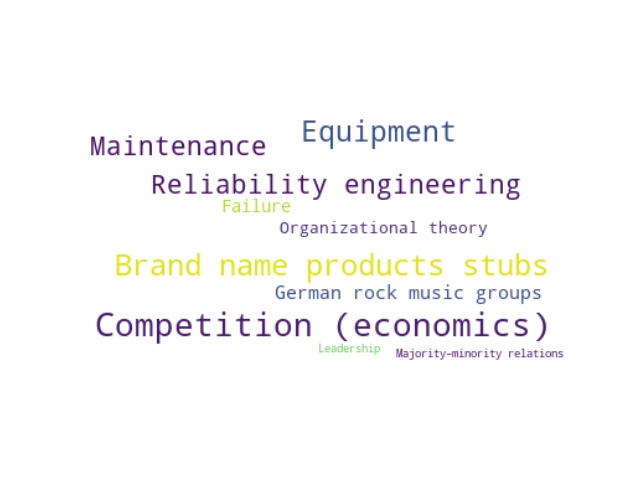 Equipment
Maintenance
Reliability engineering
Failure
Organizational theory
Brand name products stubs
German rock music groups
Competition (economics)
Leadership
Majority–minority relations